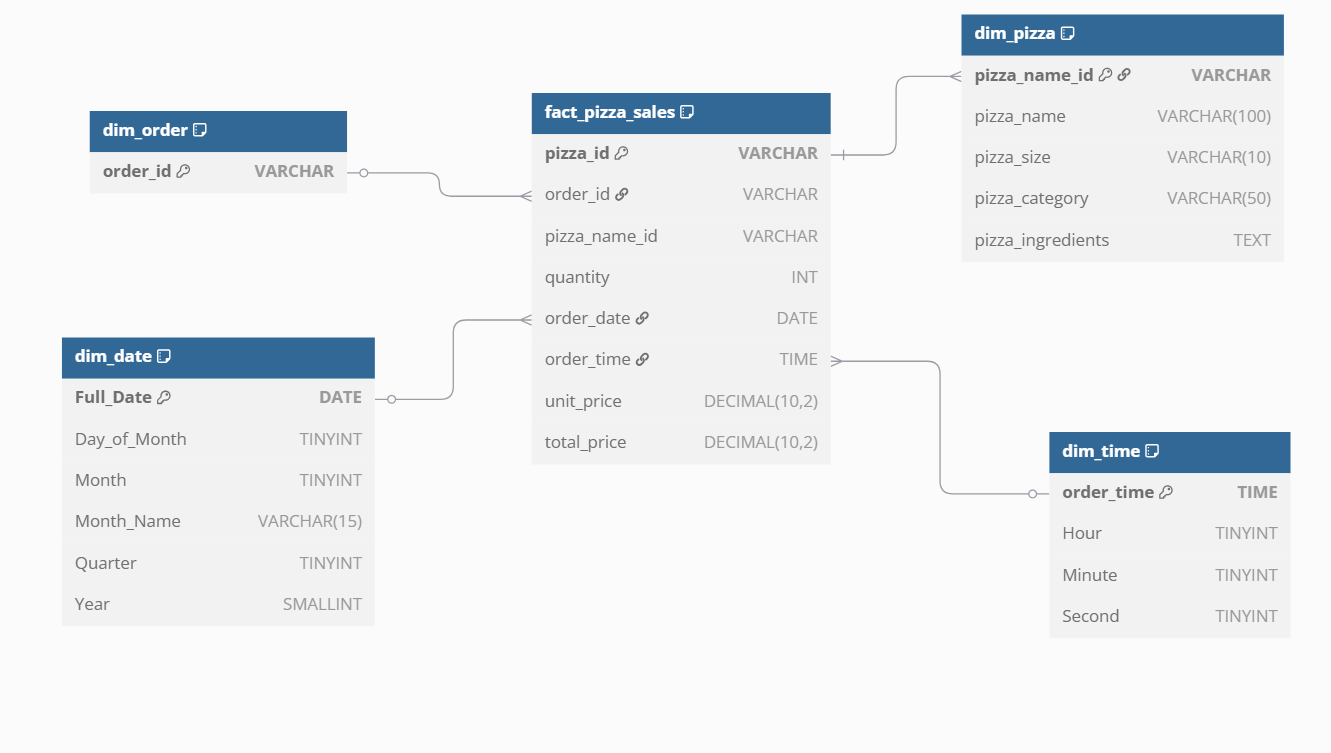 dim_order
order_id VARCHAR
dim_date
Full_Date DATE
Day_of_Month TINYINT
Month TINYINT
Month_Name VARCHAR(15)
Quarter TINYINT
Year SMALLINT
fact_pizza_sales
pizza_id VARCHAR
order_id VARCHAR
pizza_name_id VARCHAR
quantity INT
order_date DATE
order_time TIME
unit_price DECIMAL(10,2)
total_price DECIMAL(10,2)
dim_pizza
pizza_name_id VARCHAR
pizza_name VARCHAR(100)
pizza_size VARCHAR(10)
pizza_category VARCHAR(50)
pizza_ingredients TEXT
dim_time
order_time TIME
Hour TINYINT
Minute TINYINT
Second TINYINT